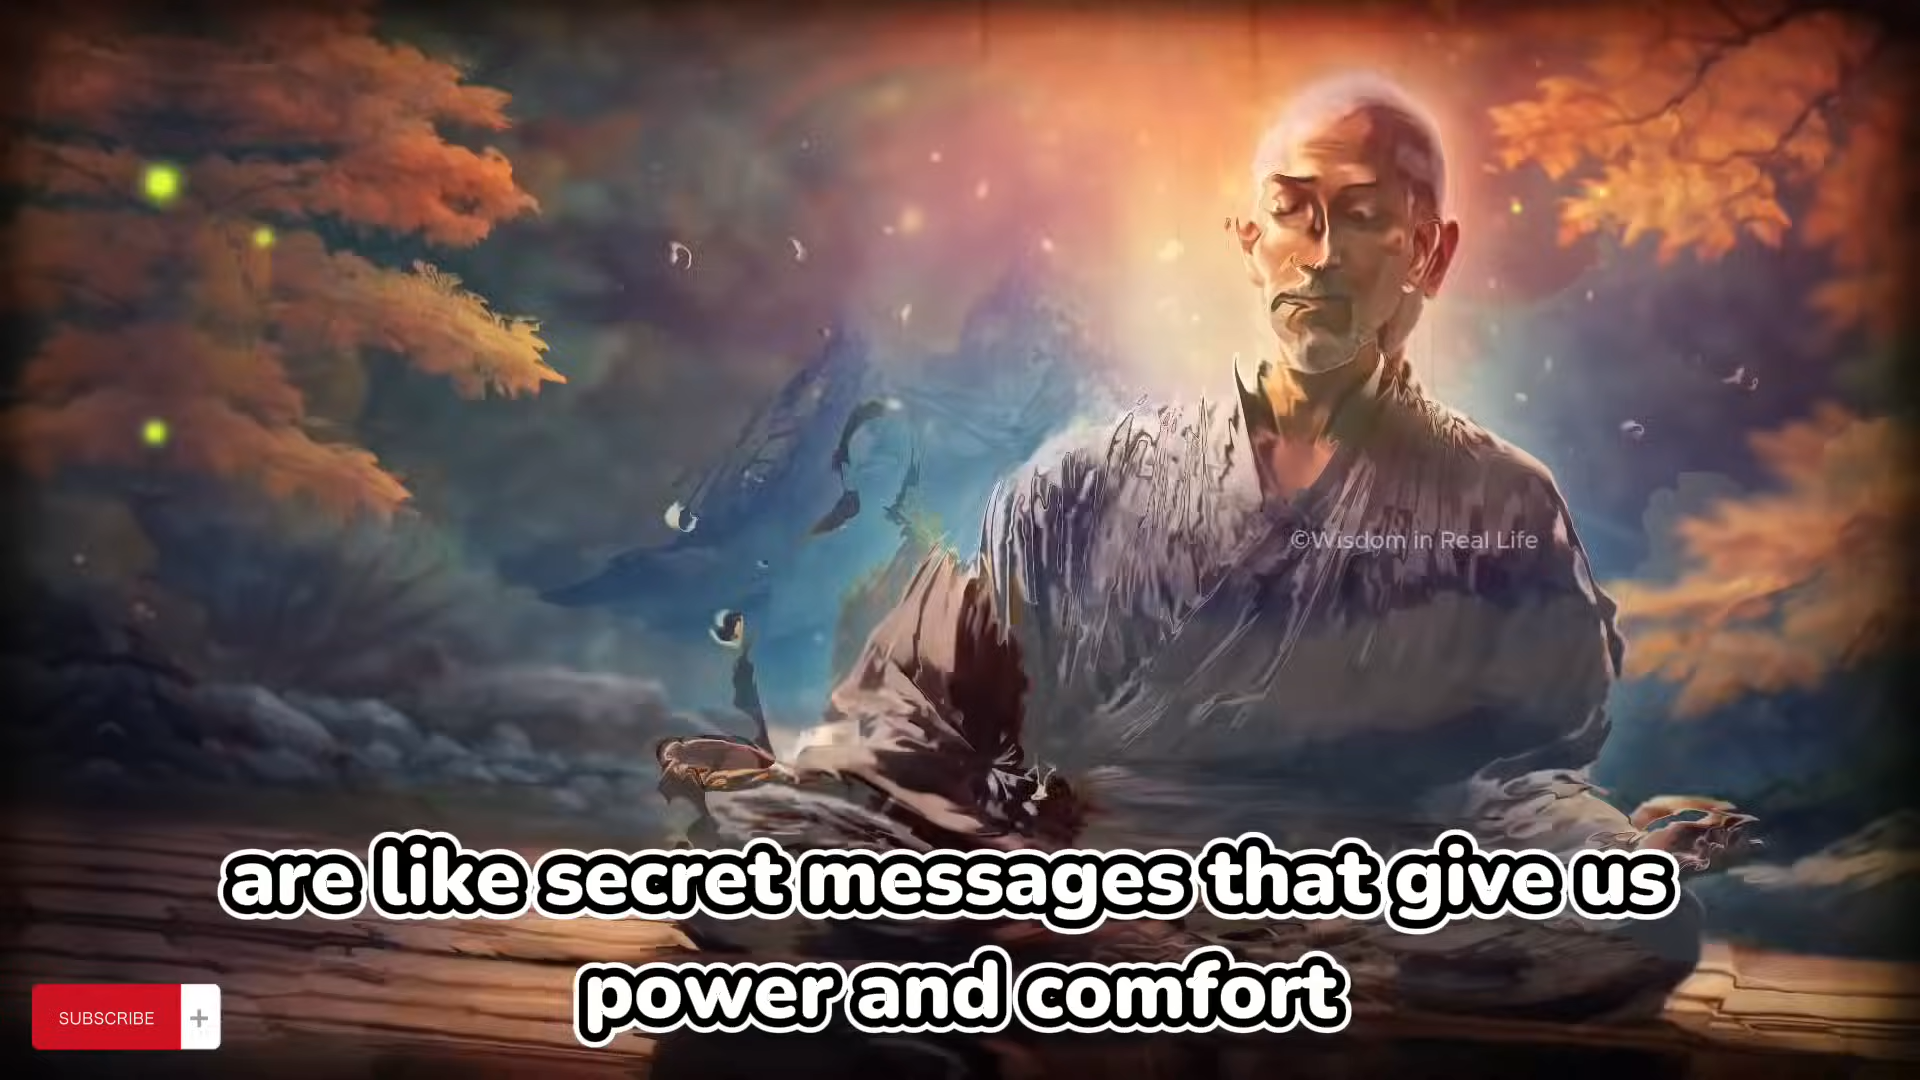 ©Wisdom in Real Life
are like secret messages that give us
power and comfort
SUBSCRIBE +